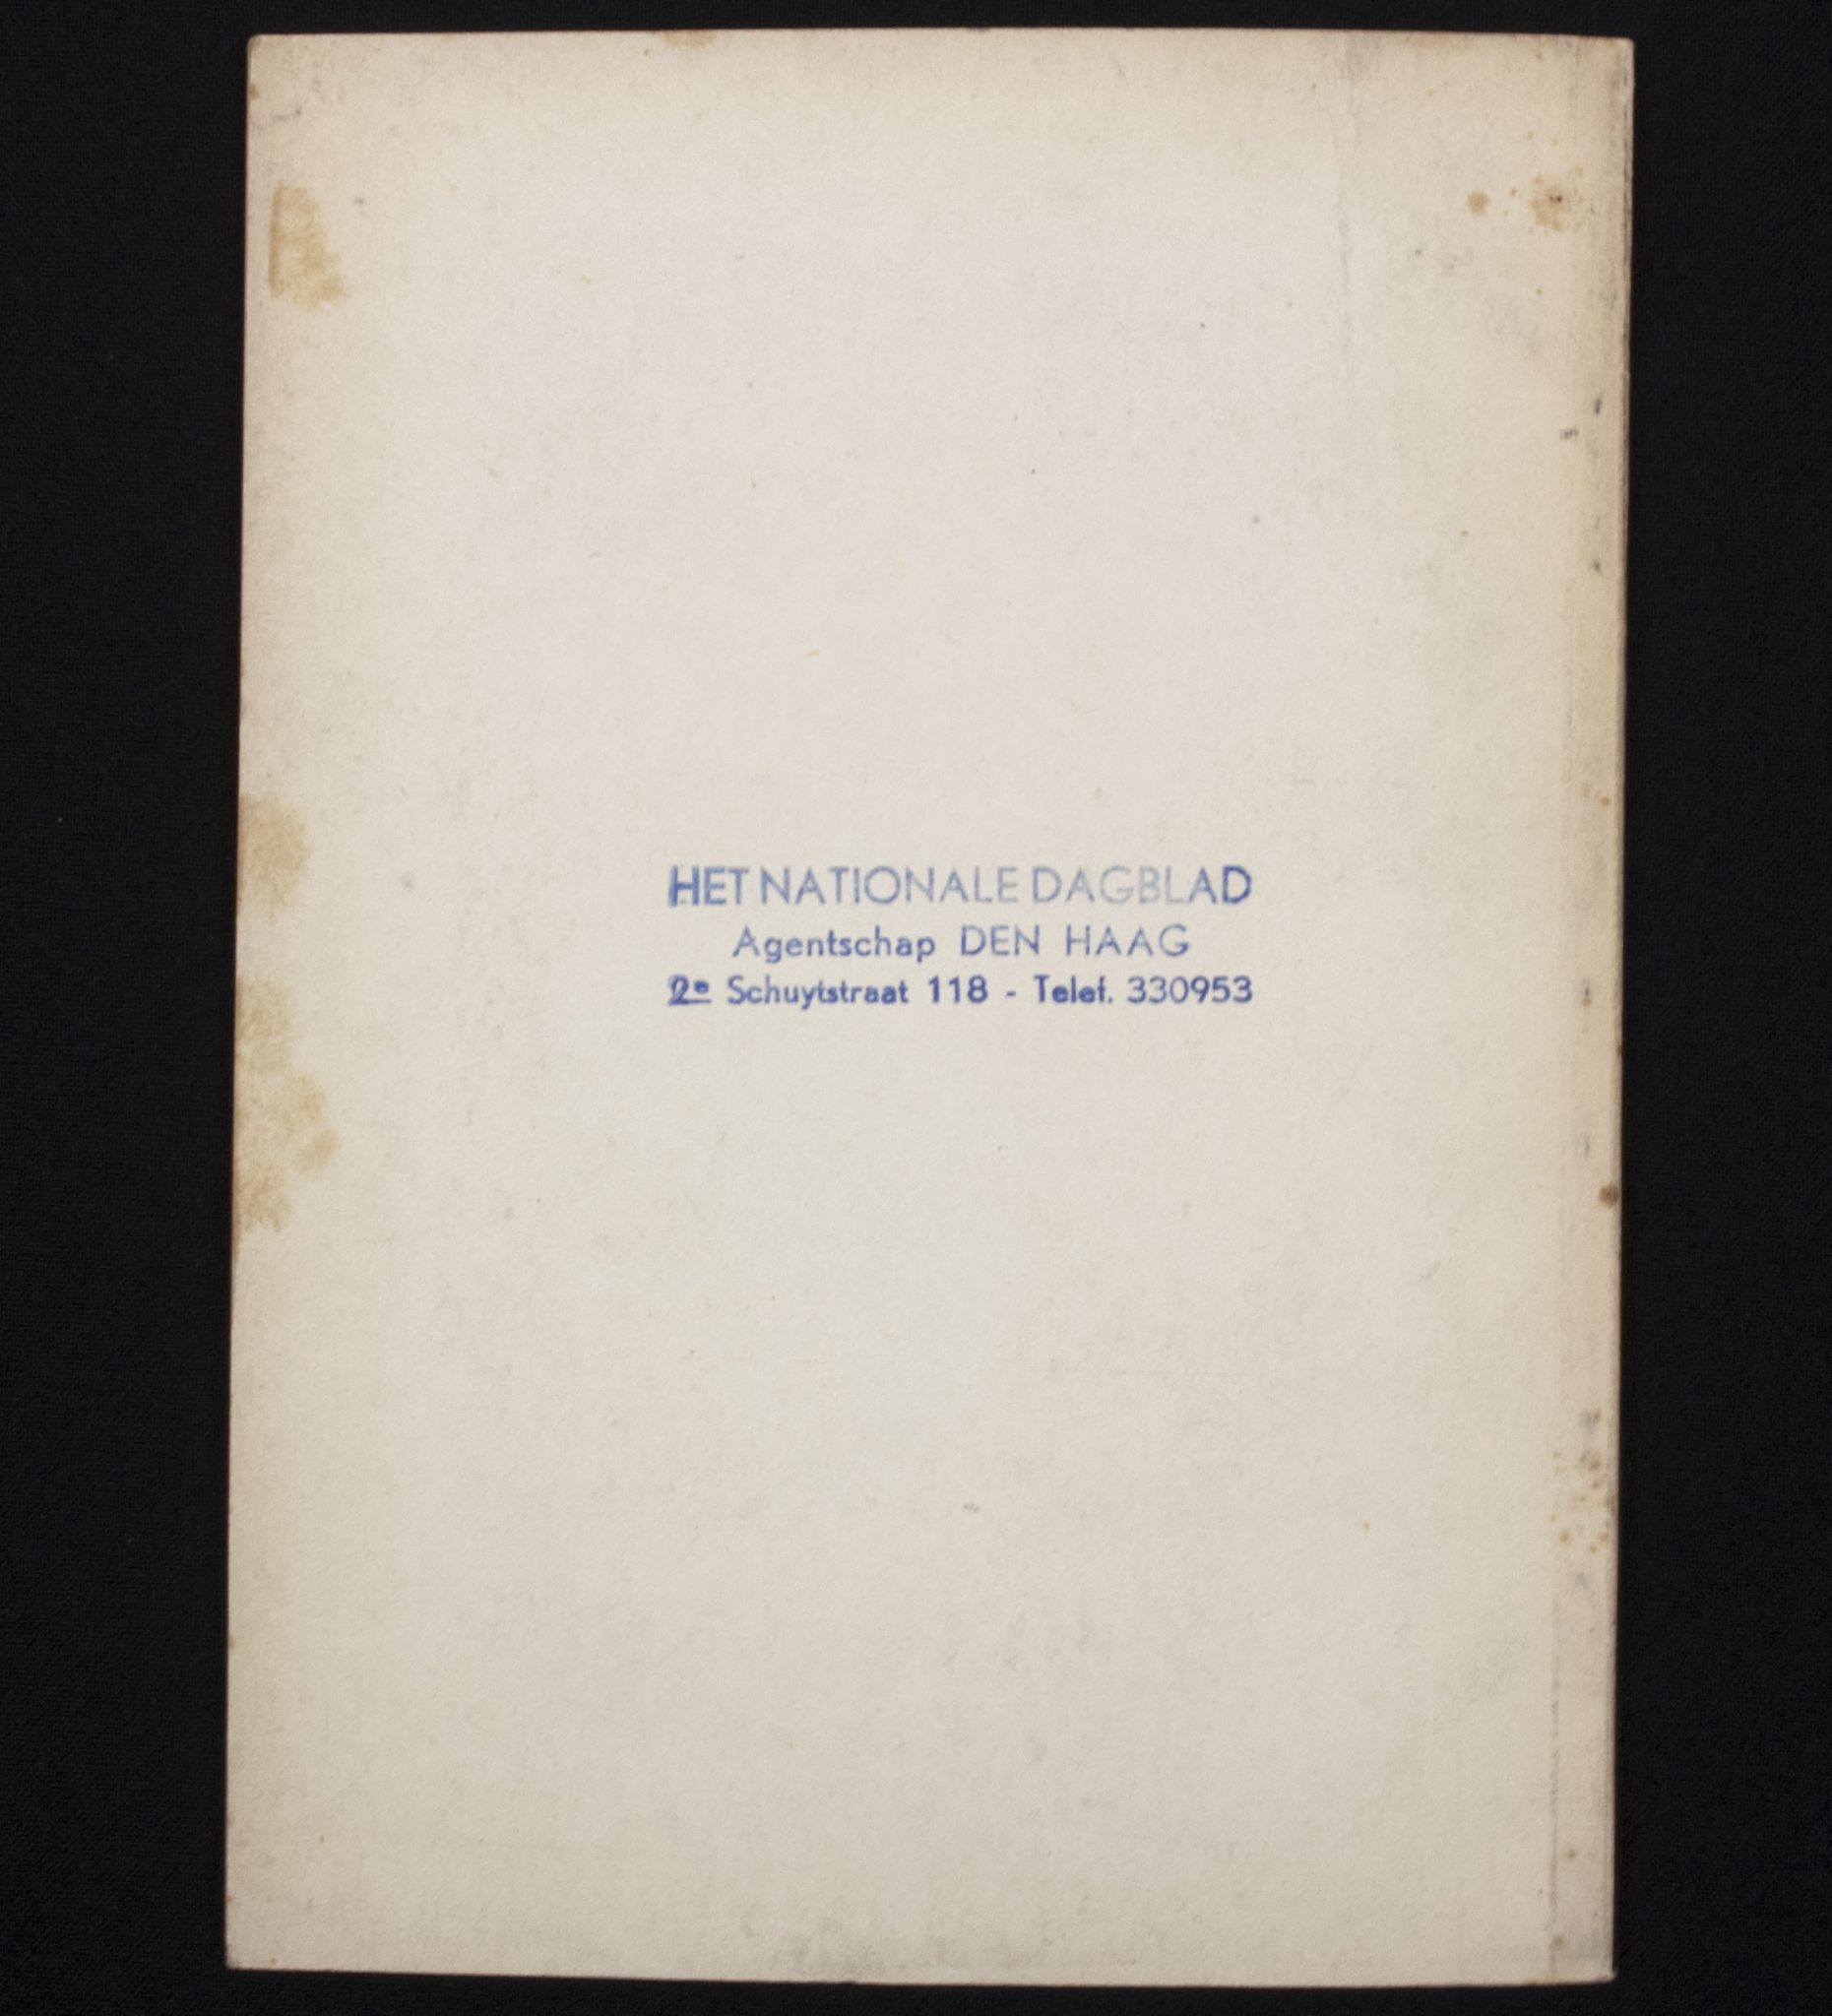 HET NATIONALE DAGBLAD
Agentschap DEN HAAG
2e Schuytstraat 118 - Telef. 330953